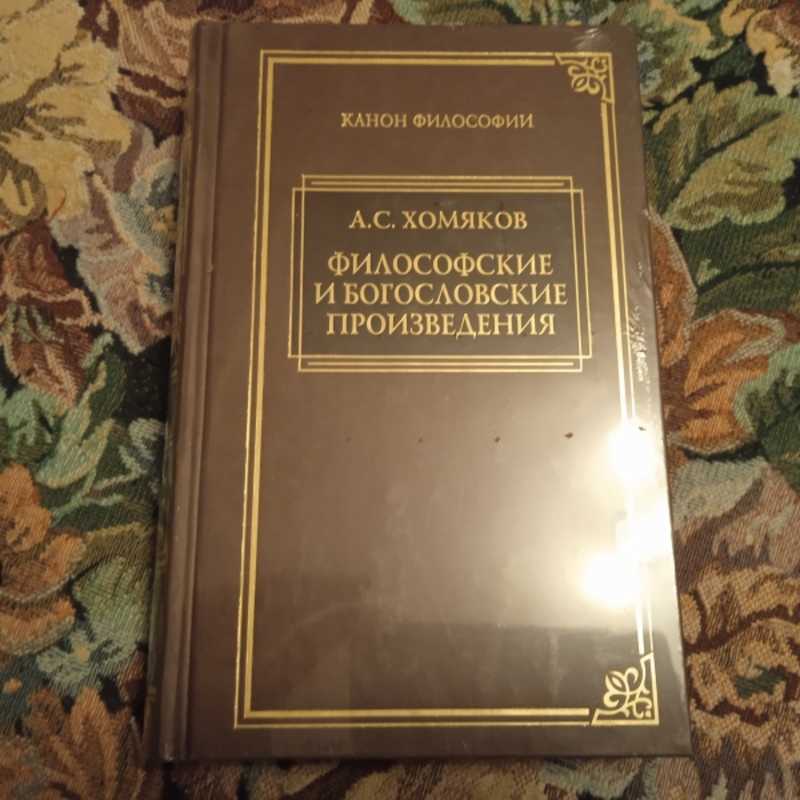 КАНОН ФИЛОСОФИИ
А.С. ХОМЯКОВ
ФИЛОСОФСКИЕ
И БОГОСЛОВСКИЕ
ПРОИЗВЕДЕНИЯ